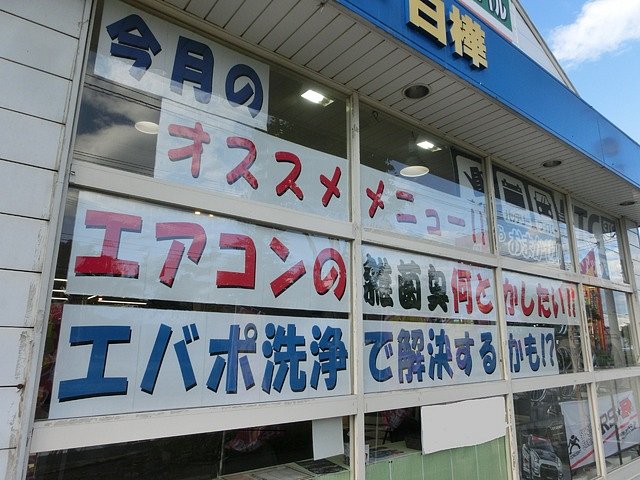 白樺
今月の
オススメメニュー!!
エアコンの雑菌臭何とかしたい!?
エバポ洗浄で解決するかも!?